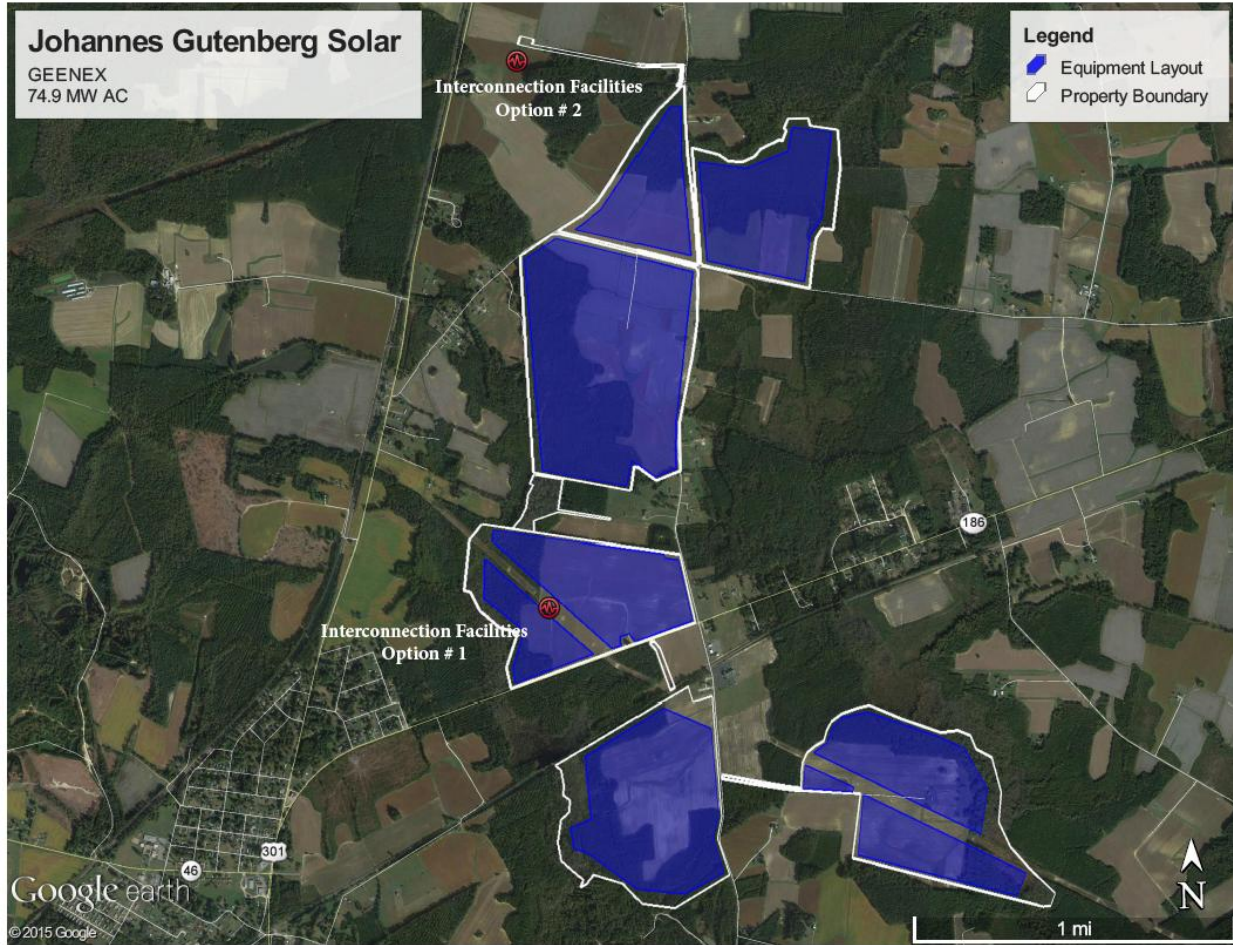 Johannes Gutenberg Solar
GEENEX
74.9 MW AC
Legend
Equipment Layout
Property Boundary
Interconnection Facilities
Option # 2
186
Interconnection Facilities
Option # 1
301
46
Google earth
© 2015 Google
N
1 mi